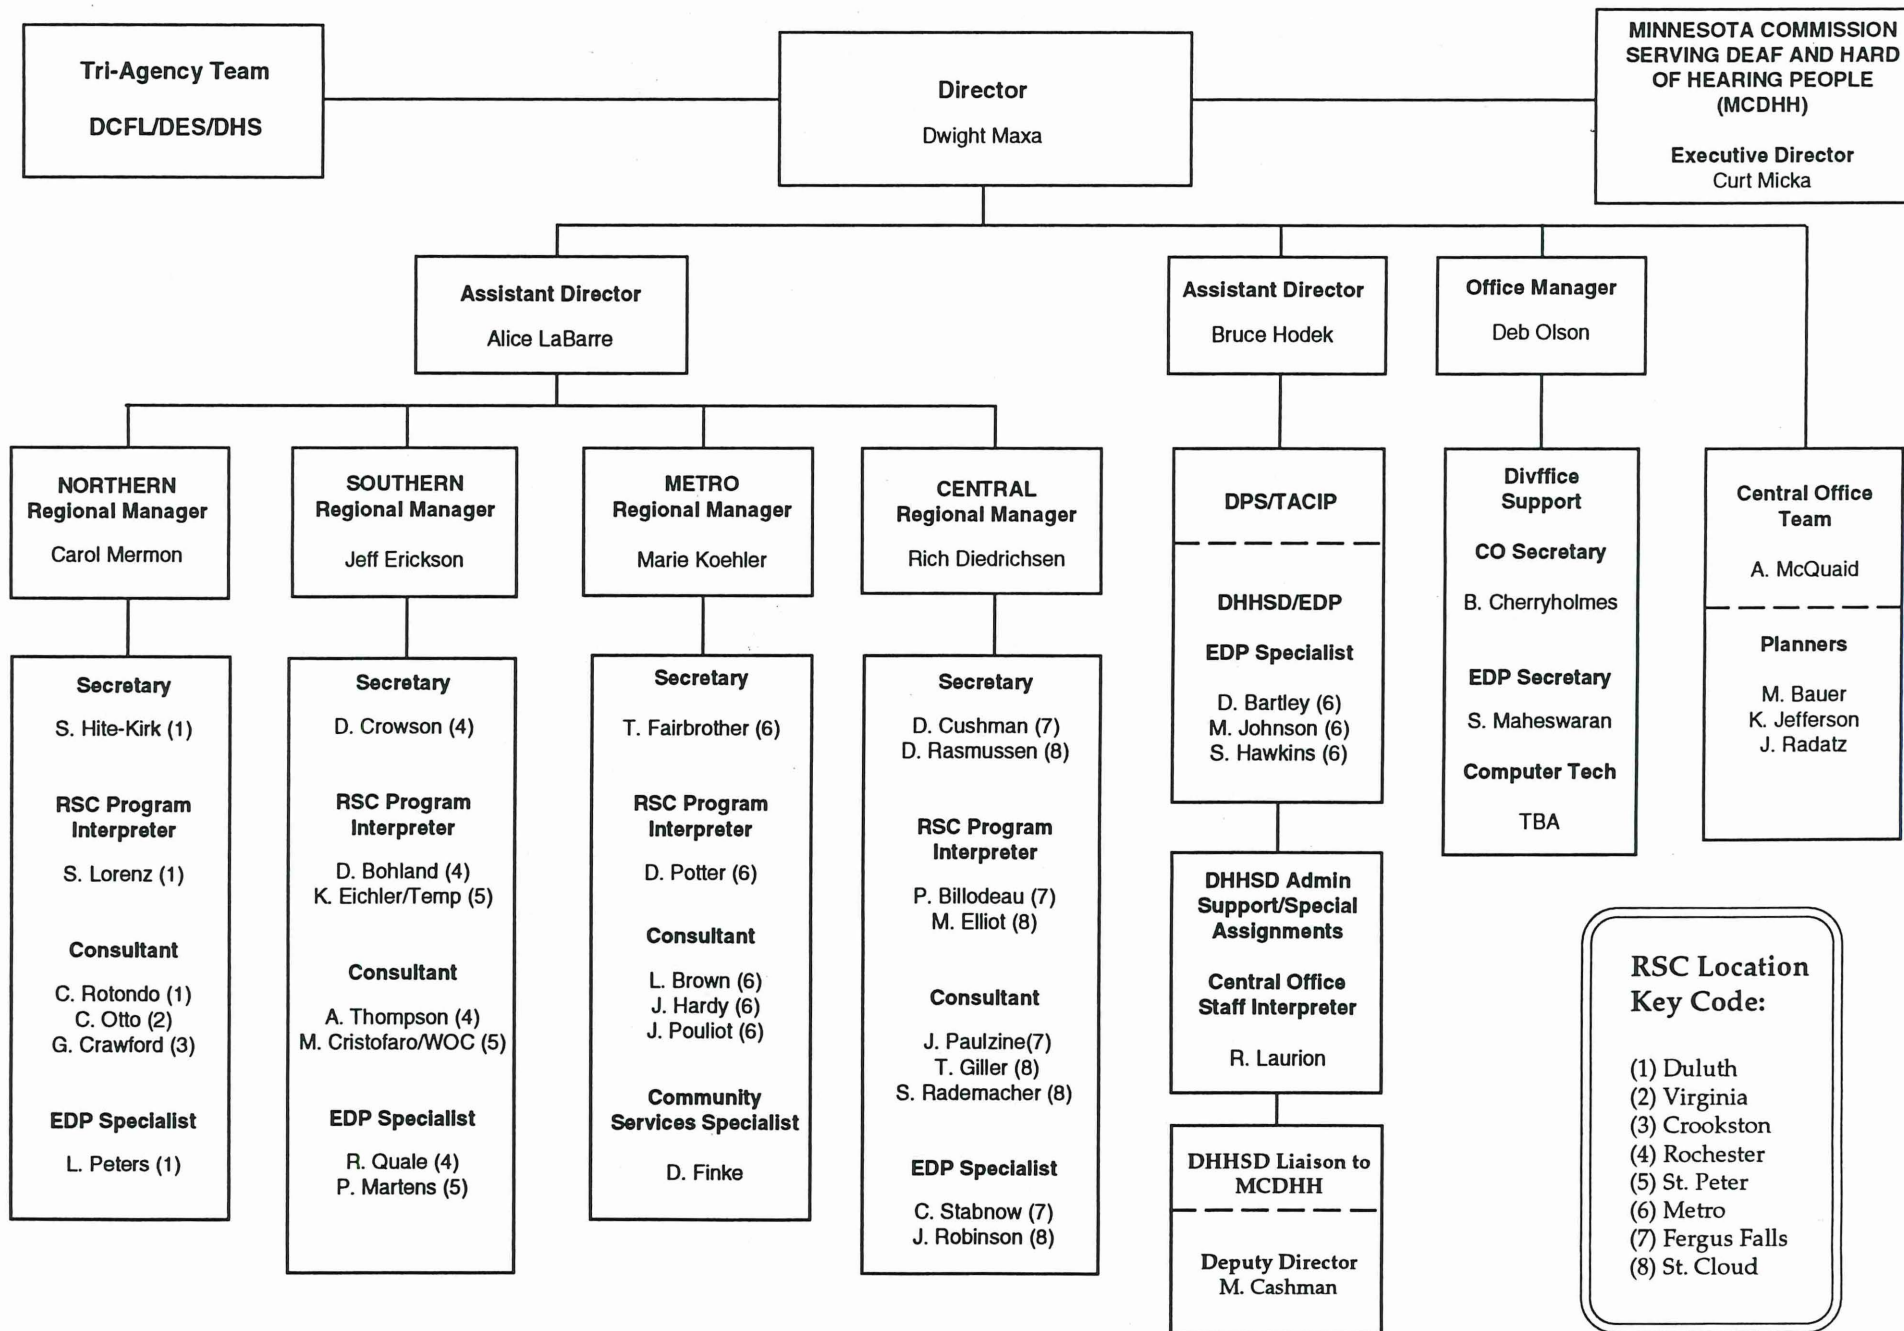 Tri-Agency Team
DCFL/DES/DHS
Director
Dwight Maxa
MINNESOTA COMMISSION
SERVING DEAF AND HARD
OF HEARING PEOPLE
(MCDHH)
Executive Director
Curt Micka
Assistant Director
Alice LaBarre
Assistant Director
Bruce Hodek
Office Manager
Deb Olson
NORTHERN
Regional Manager
Carol Mermon
SOUTHERN
Regional Manager
Jeff Erickson
METRO
Regional Manager
Marie Koehler
CENTRAL
Regional Manager
Rich Diedrichsen
Secretary
S. Hite-Kirk (1)
RSC Program
Interpreter
S. Lorenz (1)
Consultant
C. Rotondo (1)
C. Otto (2)
G. Crawford (3)
EDP Specialist
L. Peters (1)
Secretary
D. Crowson (4)
RSC Program
Interpreter
D. Bohland (4)
K. Eichler/Temp (5)
Consultant
A. Thompson (4)
M. Cristofaro/WOC (5)
EDP Specialist
R. Quale (4)
P. Martens (5)
Secretary
T. Fairbrother (6)
RSC Program
Interpreter
D. Potter (6)
Consultant
L. Brown (6)
J. Hardy (6)
J. Pouliot (6)
Community
Services Specialist
D. Finke
Secretary
D. Cushman (7)
D. Rasmussen (8)
RSC Program
Interpreter
P. Billodeau (7)
M. Elliot (8)
Consultant
J. Paulzine(7)
T. Giller (8)
S. Rademacher (8)
EDP Specialist
C. Stabnow (7)
J. Robinson (8)
DPS/TACIP
DHHSD/EDP
EDP Specialist
D. Bartley (6)
M. Johnson (6)
S. Hawkins (6)
DHHSD Admin
Support/Special
Assignments
Central Office
Staff Interpreter
R. Laurion
DHHSD Liaison to
MCDHH
Deputy Director
M. Cashman
Divffice
Support
CO Secretary
B. Cherryholmes
EDP Secretary
S. Maheswaran
Computer Tech
TBA
Central Office
Team
A. McQuaid
Planners
M. Bauer
K. Jefferson
J. Radatz
RSC Location
Key Code:
(1) Duluth
(2) Virginia
(3) Crookston
(4) Rochester
(5) St. Peter
(6) Metro
(7) Fergus Falls
(8) St. Cloud